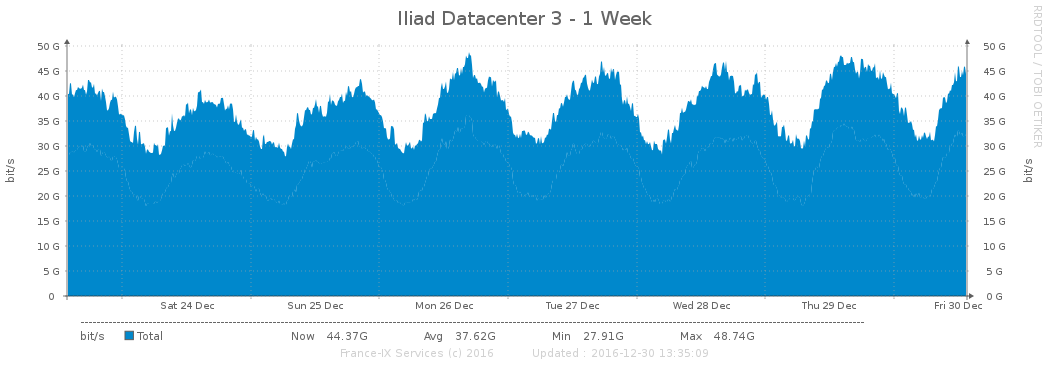 Iliad Datacenter 3 - 1 Week
RRDTOOL / TOBI OETIKER
50 G 50 G
45 G 45 G
40 G 40 G
35 G 35 G
30 G 30 G
25 G 25 G
20 G 20 G
15 G 15 G
10 G 10 G
5 G 5 G
0 0 G
bit/s bit/s
Sat 24 Dec Sun 25 Dec Mon 26 Dec Tue 27 Dec Wed 28 Dec Thu 29 Dec Fri 30 Dec
bit/s Total Now 44.37G Avg 37.62G Min 27.91G Max 48.74G
France-IX Services (c) 2016 Updated : 2016-12-30 13:35:09